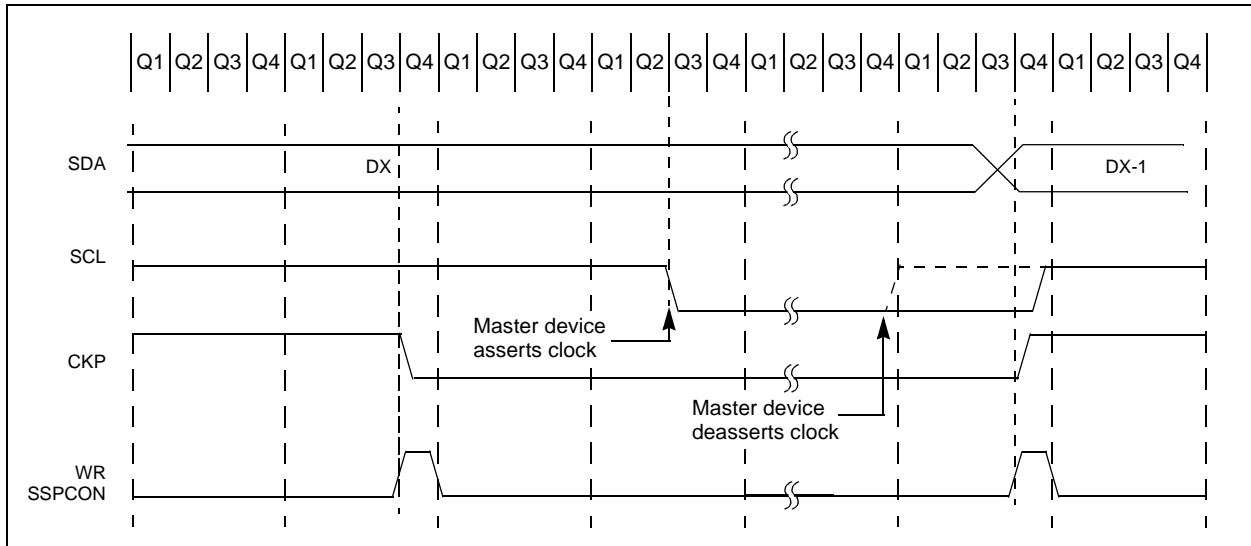 Q1 Q2 Q3 Q4 Q1 Q2 Q3 Q4 Q1 Q2 Q3 Q4 Q1 Q2 Q3 Q4 Q1 Q2 Q3 Q4 Q1 Q2 Q3 Q4 Q1 Q2 Q3 Q4
SDA DX DX-1
SCL
Master device
asserts clock
CKP
Master device
deasserts clock
WR
SSPCON